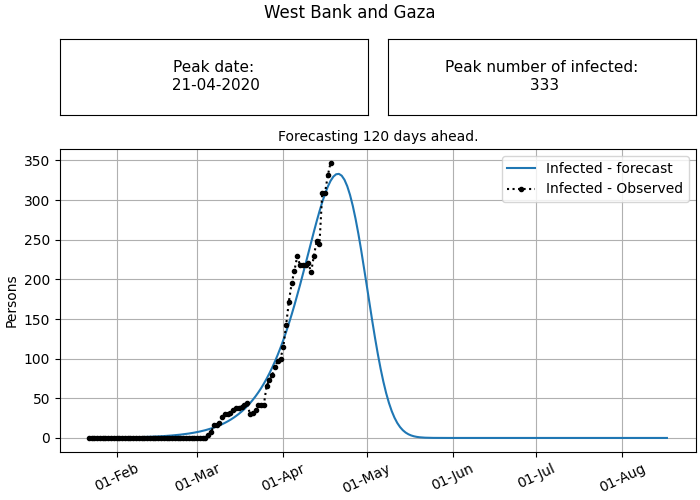 West Bank and Gaza
Peak date:
21-04-2020
Peak number of infected:
333
Forecasting 120 days ahead.
Infected - forecast
Infected - Observed
Persons
350
300
250
200
150
100
50
0
01-Feb
01-Mar
01-Apr
01-May
01-Jun
01-Jul
01-Aug